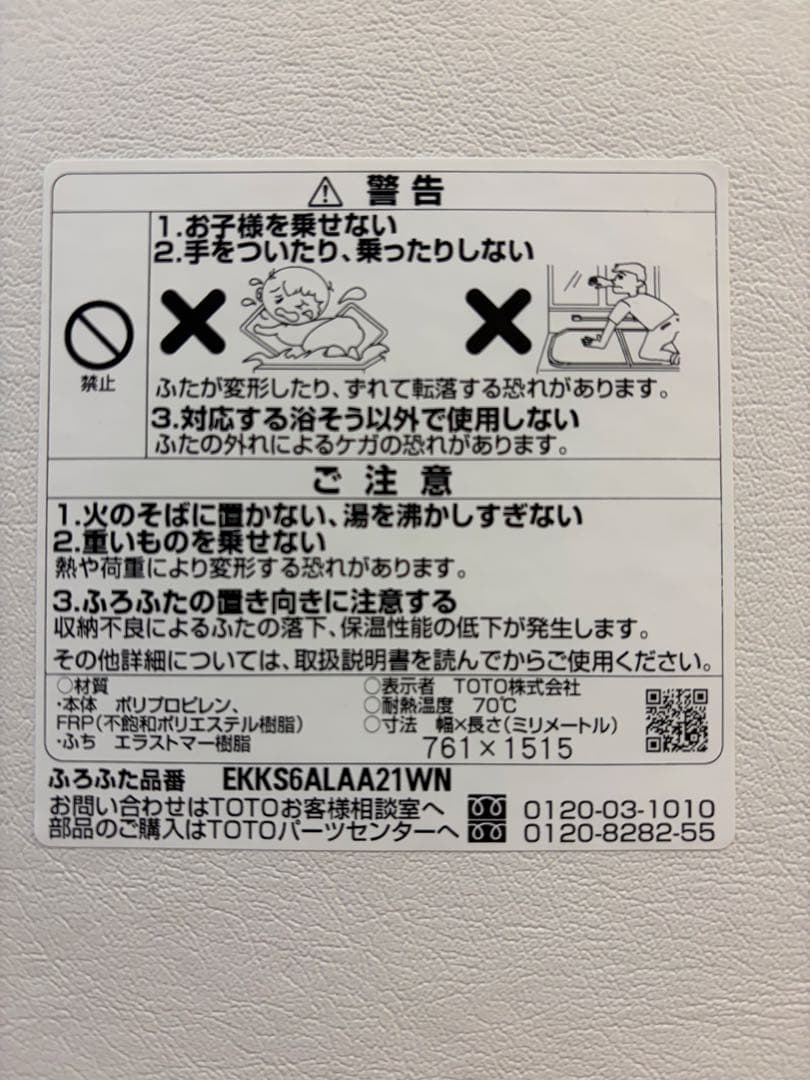 警告
1.お子様を乗せない
2.手をついたり、乗ったりしない
禁止
ふたが変形したり、ずれて転落する恐れがあります。
3.対応する浴そう以外で使用しない
ふたの外れによるケガの恐れがあります。
ご注意
1.火のそばに置かない、湯を沸かしすぎない
2.重いものを乗せない
熱や荷重により変形する恐れがあります。
3.ふろふたの置き向きに注意する
収納不良によるふたの落下、保温性能の低下が発生します。
その他詳細については、取扱説明書を読んでからご使用ください。
○材質
・本体 ポリプロピレン、
FRP(不飽和ポリエステル樹脂)
・ふち エラストマー樹脂
○表示者 TOTO株式会社
○耐熱温度 70℃
○寸法 幅×長さ(ミリメートル)
761×1515
ふろふた品番 EKKS6ALAA21WN
お問い合わせはTOTOお客様相談室へ 0120-03-1010
部品のご購入はTOTOパーツセンターへ 0120-8282-55